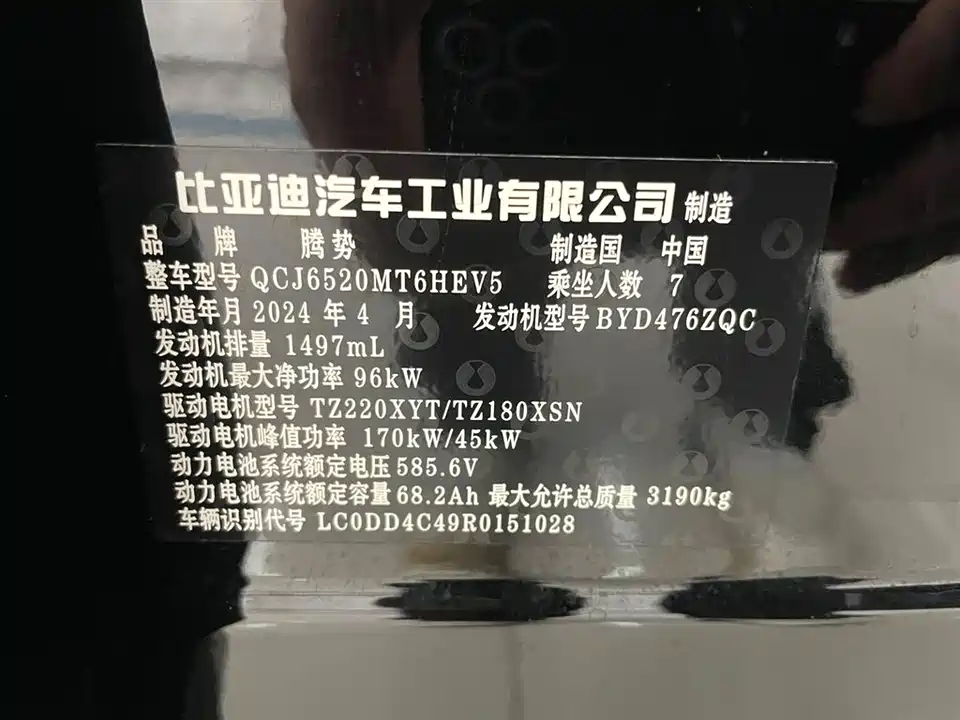 比亚迪汽车工业有限公司 制造
品 牌 腾势 制造国 中国
整车型号 QCJ6520MT6HEV5 乘坐人数 7
制造年月 2024 年 4 月 发动机型号 BYD476ZQC
发动机排量 1497mL
发动机最大净功率 96kW
驱动电机型号 TZ220XYT/TZ180XSN
驱动电机峰值功率 170kW/45kW
动力电池系统额定电压 585.6V
动力电池系统额定容量 68.2Ah 最大允许总质量 3190kg
车辆识别代号 LC0DD4C49R0151028